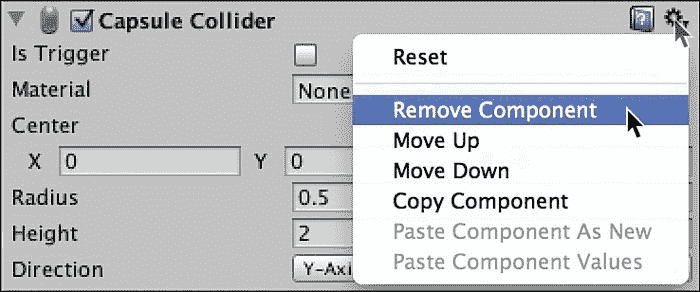 Capsule Collider
Is Trigger
Material None
Center
X 0 Y 0
Radius 0.5
Height 2
Direction
Reset
Remove Component
Move Up
Move Down
Copy Component
Paste Component As New
Paste Component Values